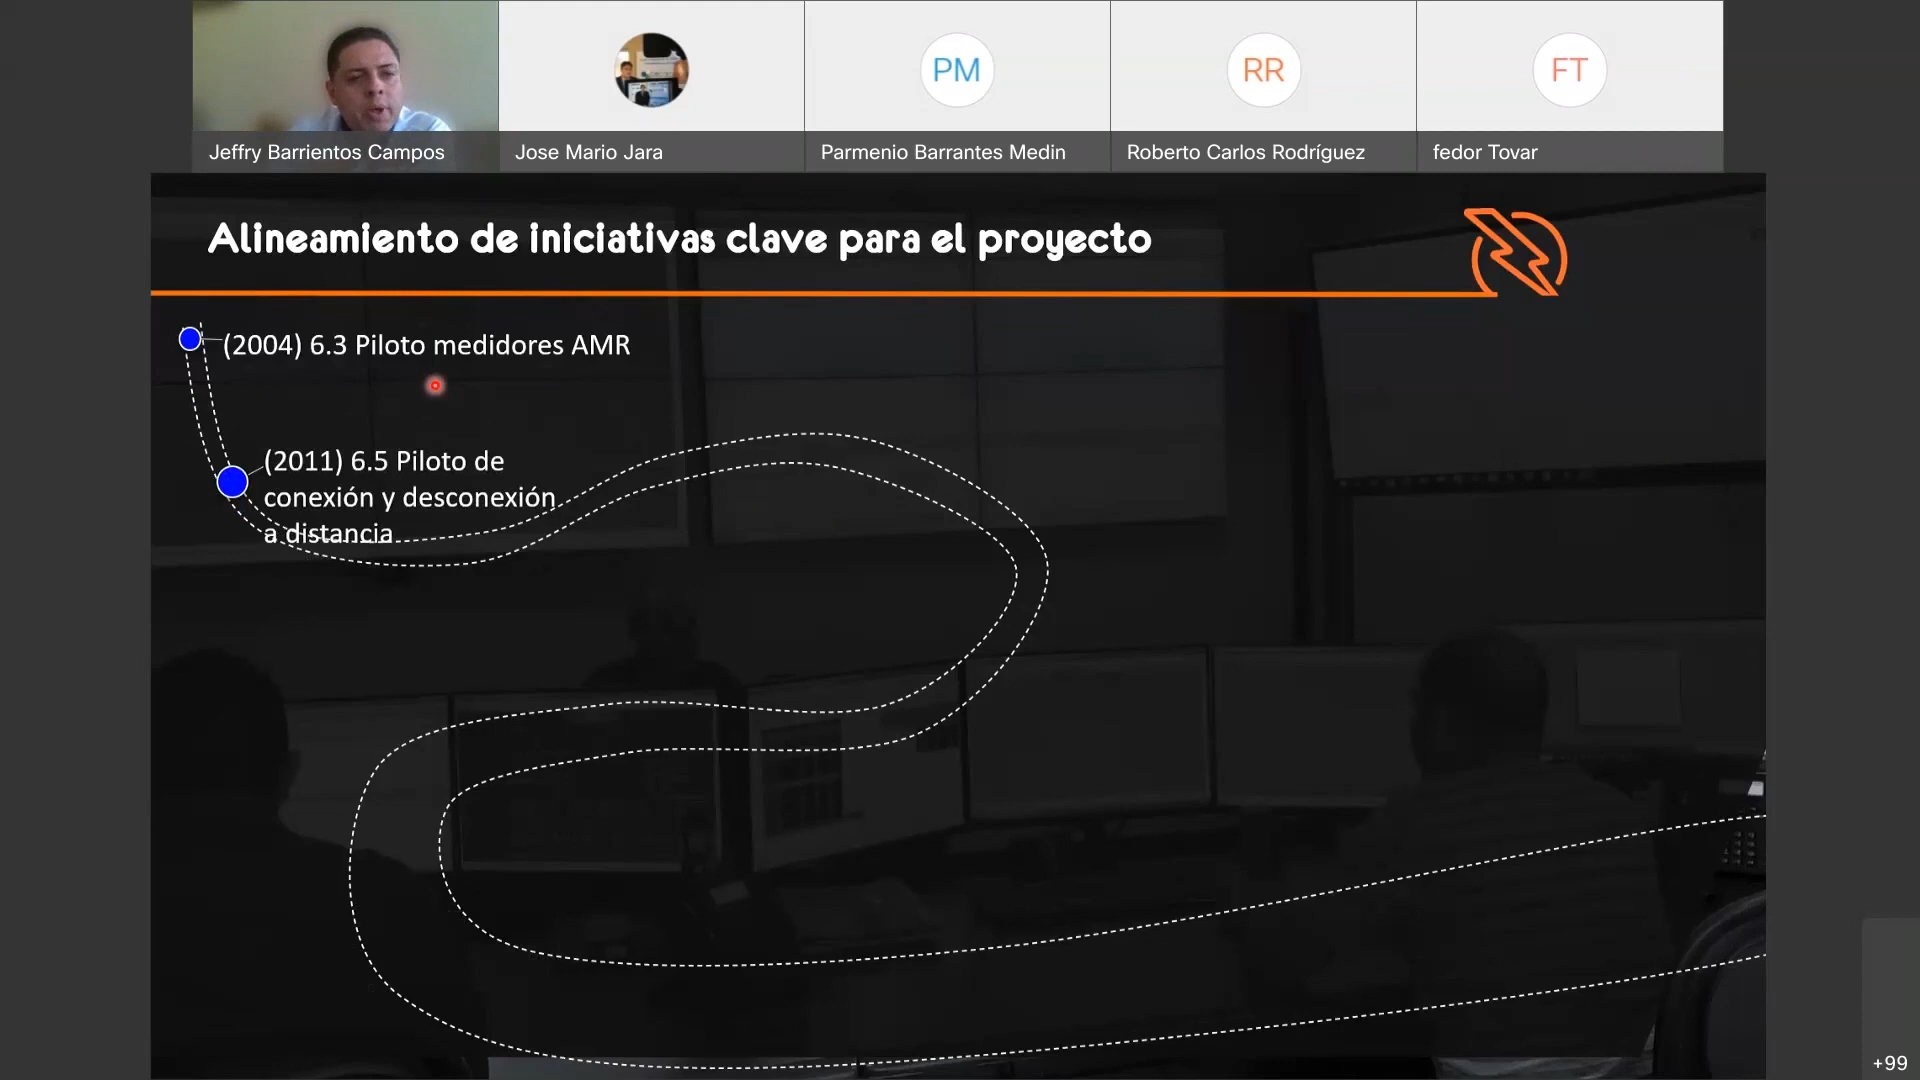 PM
RR
FT
Jeffry Barrientos Campos
Jose Mario Jara
Parmenio Barrantes Medin
Roberto Carlos Rodríguez
fedor Tovar
Alineamiento de iniciativas clave para el proyecto
(2004) 6.3 Piloto medidores AMR
(2011) 6.5 Piloto de
conexión y desconexión
a distancia
+99